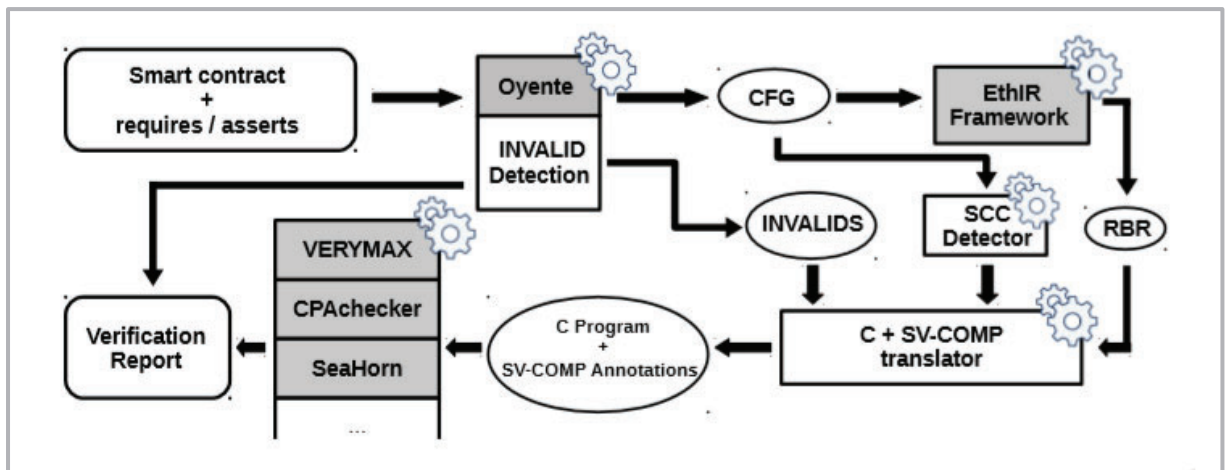 Smart contract
+
requires / asserts
Oyente
INVALID
Detection
CFG
EthIR
Framework
INVALIDS
SCC
Detector
RBR
VERYMAX
CPAchecker
SeaHorn
...
Verification
Report
C Program
+
SV-COMP Annotations
C + SV-COMP
translator